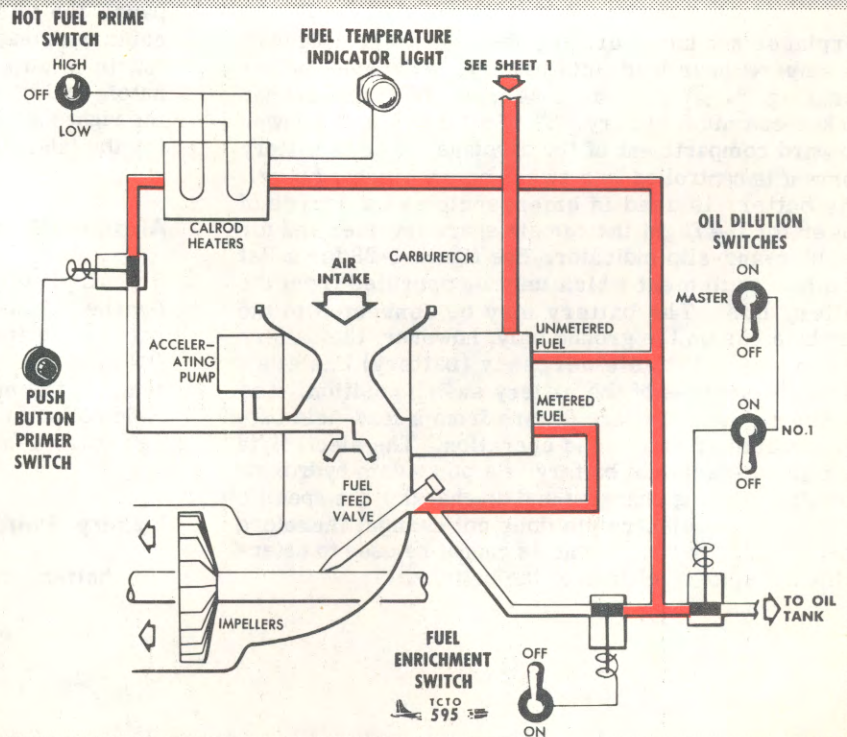 HOT FUEL PRIME
SWITCH
HIGH
OFF
LOW
FUEL TEMPERATURE
INDICATOR LIGHT
SEE SHEET 1
CALROD
HEATERS
AIR
INTAKE
CARBURETOR
OIL DILUTION
SWITCHES
ON
MASTER
OFF
ACCELER-
ATING
PUMP
UNMETERED
FUEL
METERED
FUEL
PUSH
BUTTON
PRIMER
SWITCH
ON
NO.1
OFF
FUEL
FEED
VALVE
IMPELLERS
TO OIL
TANK
FUEL
ENRICHMENT
SWITCH
TCTO
595
OFF
ON